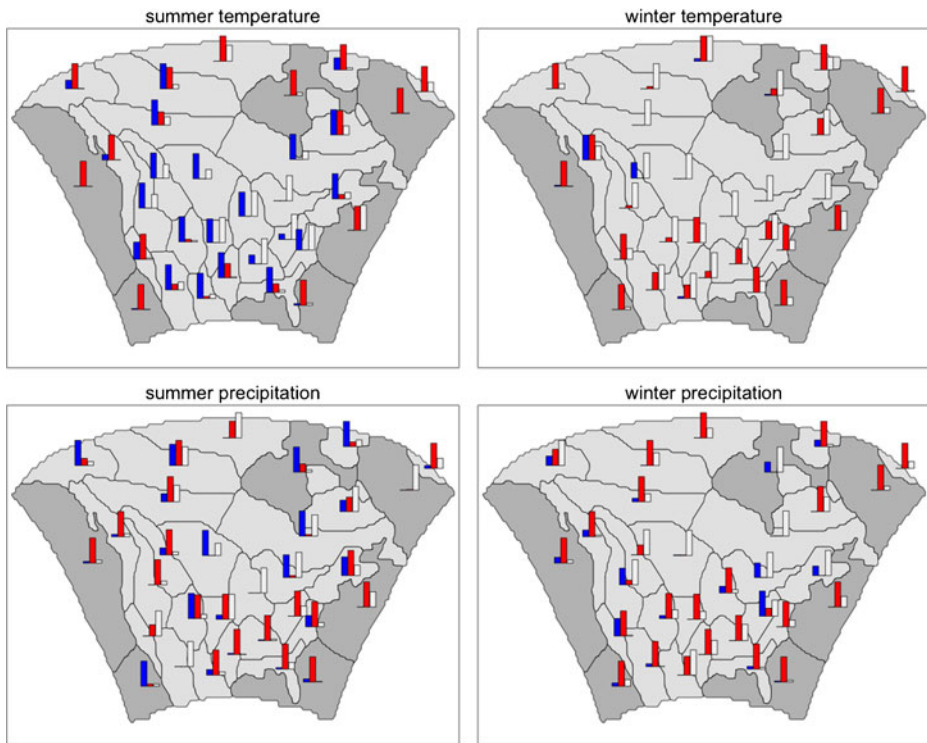 summer temperature
winter temperature
summer precipitation
winter precipitation